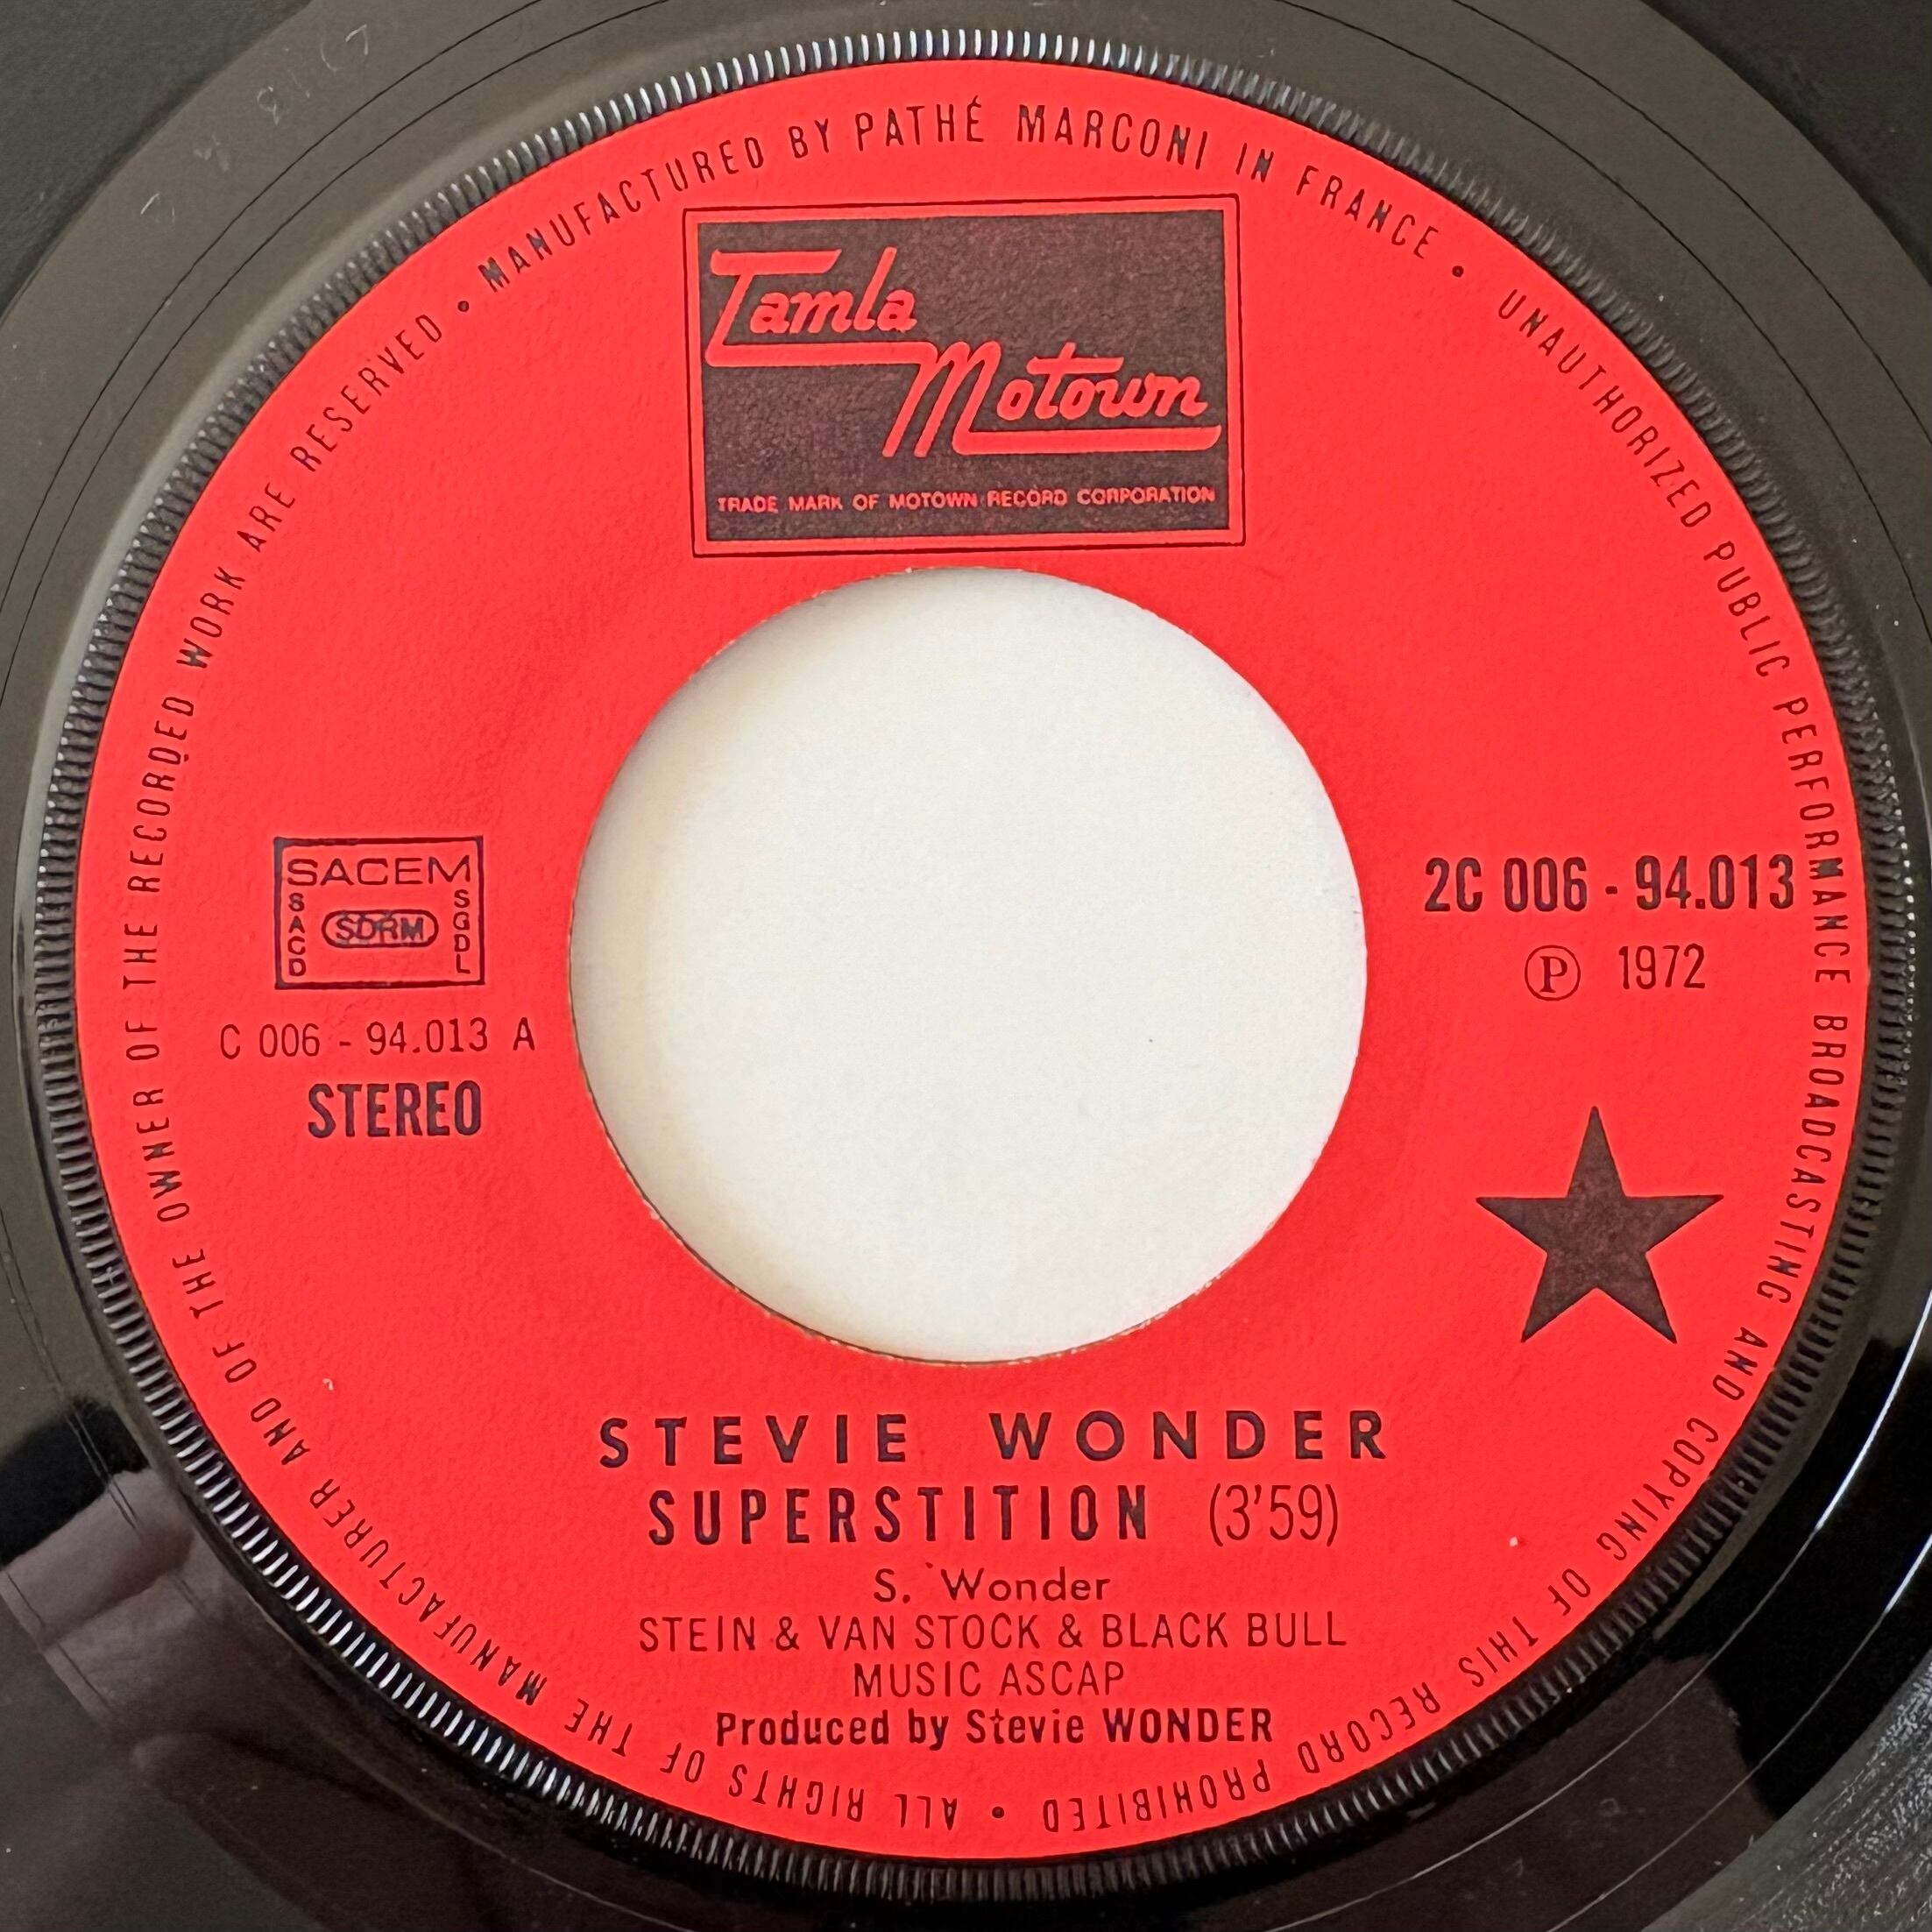 MANUFACTURED BY PATHÉ MARCONI IN FRANCE • UNAUTHORIZED PUBLIC PERFORMANCE BROADCASTING AND COPYING OF THIS RECORD PROHIBITED • ALL RIGHTS OF THE MANUFACTURER AND OF THE OWNER OF THE RECORDED WORK ARE RESERVED •
Tamla
Motown
TRADE MARK OF MOTOWN RECORD CORPORATION
SACEM
SACD
SDRM
SGDL
C 006 - 94.013 A
STEREO
2C 006 - 94.013
Ⓟ 1972
STEVIE WONDER
SUPERSTITION (3'59)
S. Wonder
STEIN & VAN STOCK & BLACK BULL
MUSIC ASCAP
Produced by Stevie WONDER